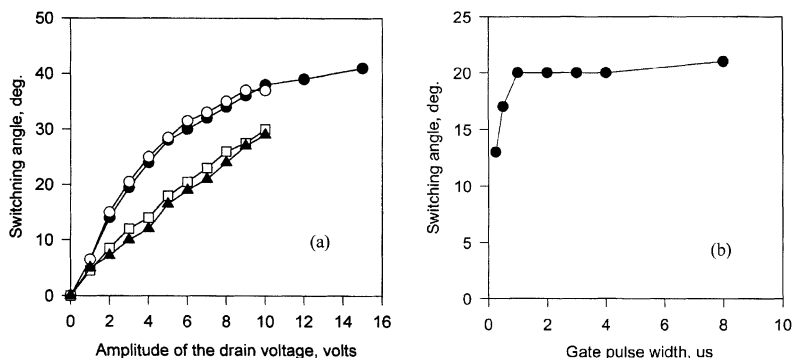 50
40
30
20
10
0
Switchning angle, deg.
(a)
0 2 4 6 8 10 12 14 16
Amplitude of the drain voltage, volts
25
20
15
10
5
0
Switching angle, deg.
(b)
0 2 4 6 8 10
Gate pulse width, us